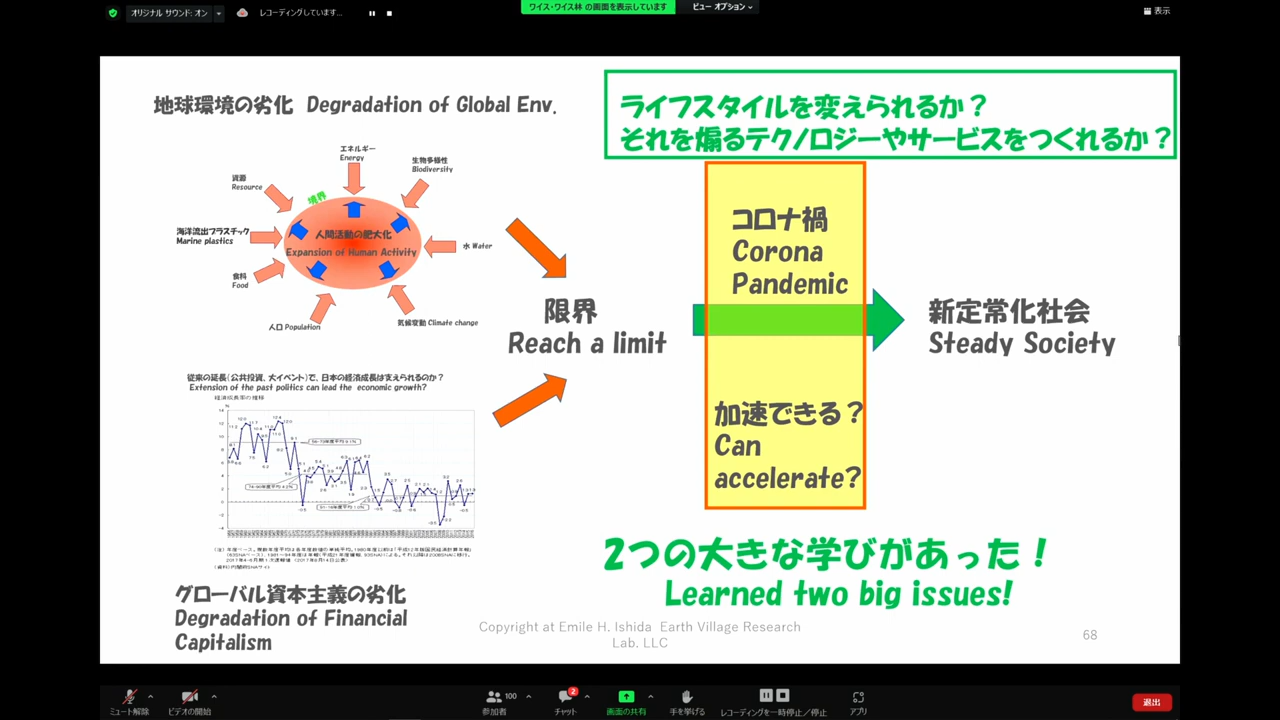 オリジナル サウンド: オン
レコーディングしています...
ワイス・ワイス林 の画面を表示しています
ビュー オプション
表示
地球環境の劣化 Degradation of Global Env.
ライフスタイルを変えられるか？
それを煽るテクノロジーやサービスをつくれるか？
エネルギー
Energy
生物多様性
Biodiversity
資源
Resource
境界
海洋流出プラスチック
Marine plastics
人間活動の肥大化
Expansion of Human Activity
水 Water
食料
Food
人口 Population
気候変動 Climate change
コロナ禍
Corona
Pandemic
限界
Reach a limit
新定常化社会
Steady Society
加速できる？
Can
accelerate?
従来の延長(公共投資、大イベント)で、日本の経済成長は支えられるのか？
Extension of the past politics can lead the economic growth?
経済成長率の推移
2つの大きな学びがあった！
Learned two big issues!
グローバル資本主義の劣化
Degradation of Financial
Capitalism
Copyright at Emile H. Ishida Earth Village Research
Lab. LLC
68
ミュート解除
ビデオの開始
100
参加者
2
チャット
画面の共有
手を挙げる
レコーディングを一時停止／停止
アプリ
退出